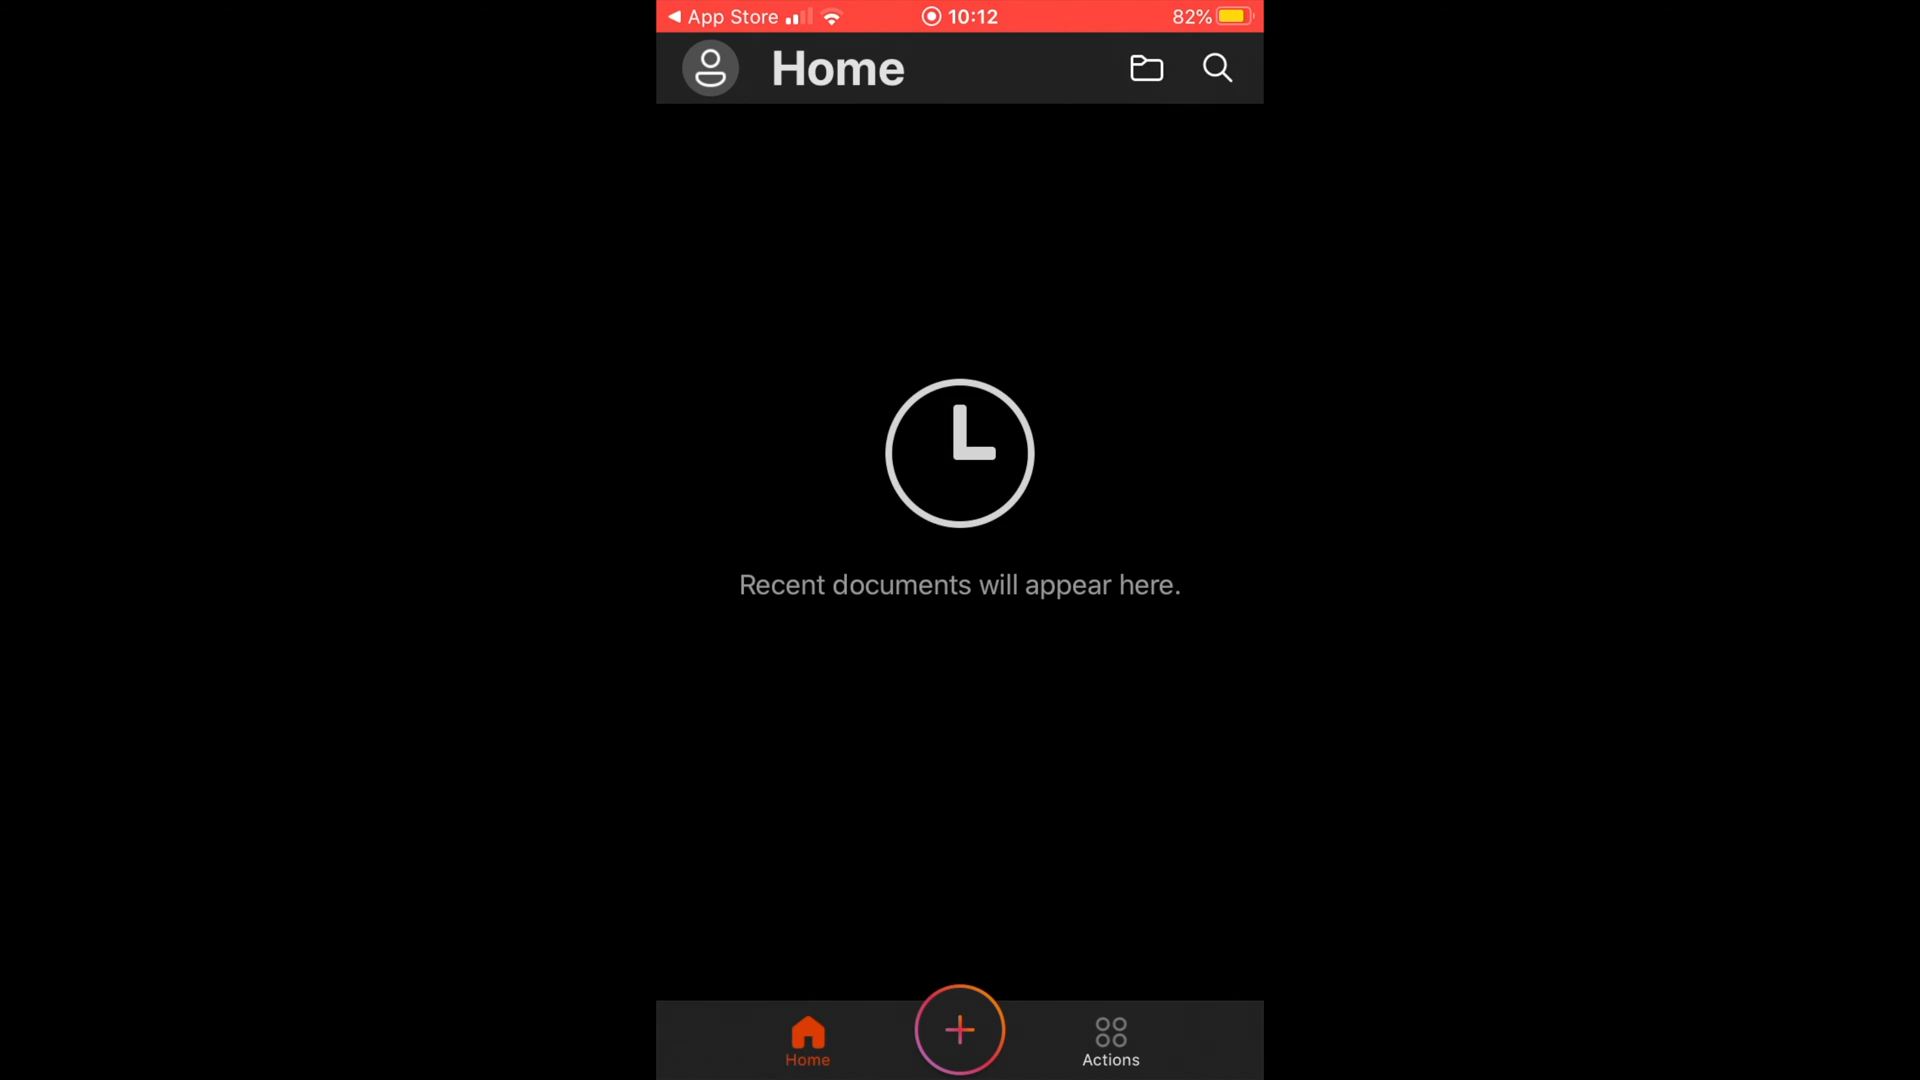 App Store 10:12 82%
Home
Recent documents will appear here.
Home Actions